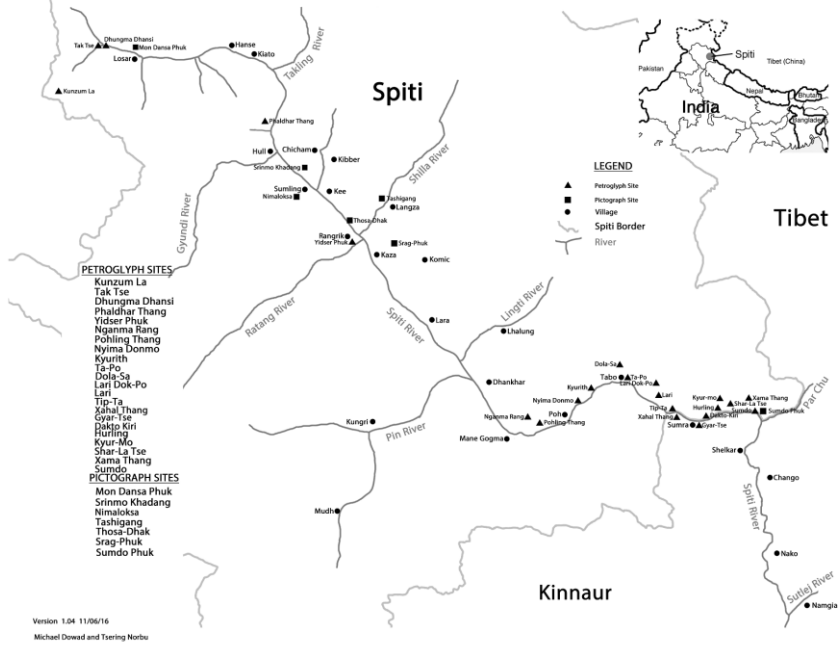 Dhungma Dhansi
Tak Tse
Mon Dansa Phuk
Losar
Hanse
Kiato
Takling River
Kunzum La
Spiti
Phaldhar Thang
Hull
Chicham
Kibber
Srinmo Khadang
Sumling
Kee
Nimaloksa
Gyundi River
Shilla River
Tashigang
Langza
Thosa-Dhak
Rangrik
Yidser Phuk
Srag-Phuk
Kaza
Komic
Spiti
Tibet (China)
Pakistan
Nepal
Bhutan
India
Bangladesh
?
LEGEND
Petroglyph Site
Pictograph Site
Village
Spiti Border
River
Tibet
PETROGLYPH SITES
Kunzum La
Tak Tse
Dhungma Dhansi
Phaldhar Thang
Yidser Phuk
Nganma Rang
Pohling Thang
Nyima Donmo
Kyurith
Ta-Po
Dola-Sa
Lari Dok-Po
Lari
Tip-Ta
Xahal Thang
Gyar-Tse
Dakto Kiri
Hurling
Kyur-Mo
Shar-La Tse
Xama Thang
Sumdo
PICTOGRAPH SITES
Mon Dansa Phuk
Srinmo Khadang
Nimaloksa
Tashigang
Thosa-Dhak
Srag-Phuk
Sumdo Phuk
Ratang River
Spiti River
Lara
Lingti River
Lhalung
Dhankhar
Kungri
Pin River
Mudh
Mane Gogma
Nganma Rang
Pohling Thang
Poh
Nyima Donmo
Kyurith
Dola-Sa
Tabo
Ta-Po
Lari Dok-Po
Lari
Tip-Ta
Xahal Thang
Sumra
Gyar-Tse
Kyur-mo
Hurling
Dakto-Kiri
Shar-La Tse
Xama Thang
Sumdo
Sumdo Phuk
Par Chu
Shelkar
Chango
Spiti River
Nako
Sutlej River
Namgia
Kinnaur
Version 1.04 11/06/16
Michael Dowad and Tsering Norbu